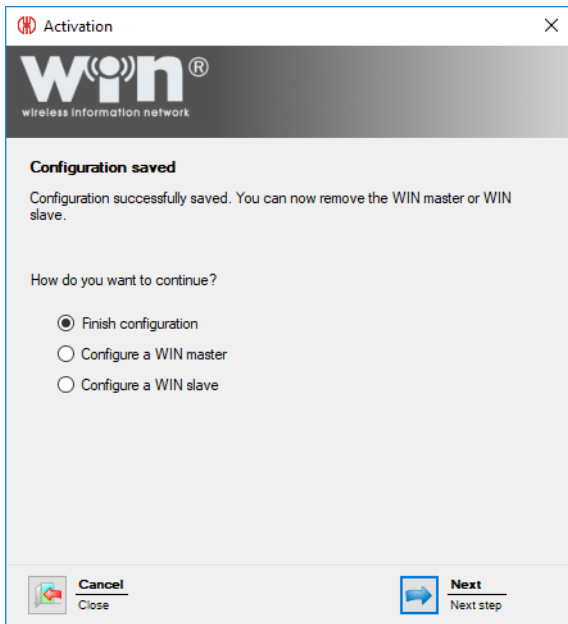 Activation
WIN®
wireless information network
Configuration saved
Configuration successfully saved. You can now remove the WIN master or WIN
slave.
How do you want to continue?
Finish configuration
Configure a WIN master
Configure a WIN slave
Cancel
Close
Next
Next step